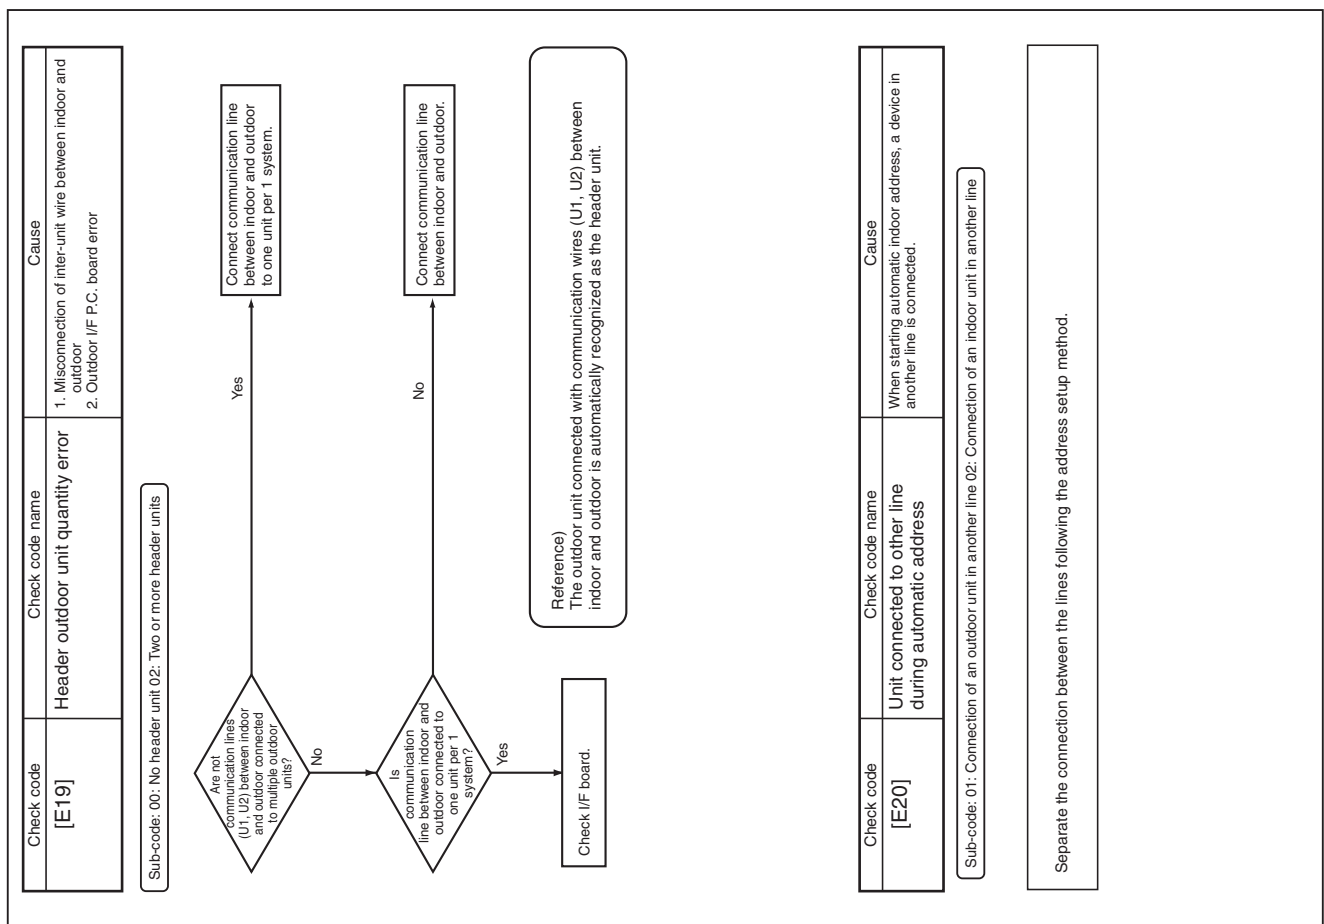 Check code
Check code name
Cause
[E19]
Header outdoor unit quantity error
1. Misconnection of inter-unit wire between indoor and
outdoor
2. Outdoor I/F P.C. board error
Sub-code: 00: No header unit 02: Two or more header units
Are not
communication lines
(U1, U2) between indoor
and outdoor connected
to multiple outdoor
units?
Yes
Connect communication line
between indoor and outdoor
to one unit per 1 system.
No
Is
communication
line between indoor and
outdoor connected to
one unit per 1
system?
No
Connect communication line
between indoor and outdoor.
Yes
Check I/F board.
Reference)
The outdoor unit connected with communication wires (U1, U2) between
indoor and outdoor is automatically recognized as the header unit.
Check code
Check code name
Cause
[E20]
Unit connected to other line
during automatic address
When starting automatic indoor address, a device in
another line is connected.
Sub-code: 01: Connection of an outdoor unit in another line 02: Connection of an indoor unit in another line
Separate the connection between the lines following the address setup method.